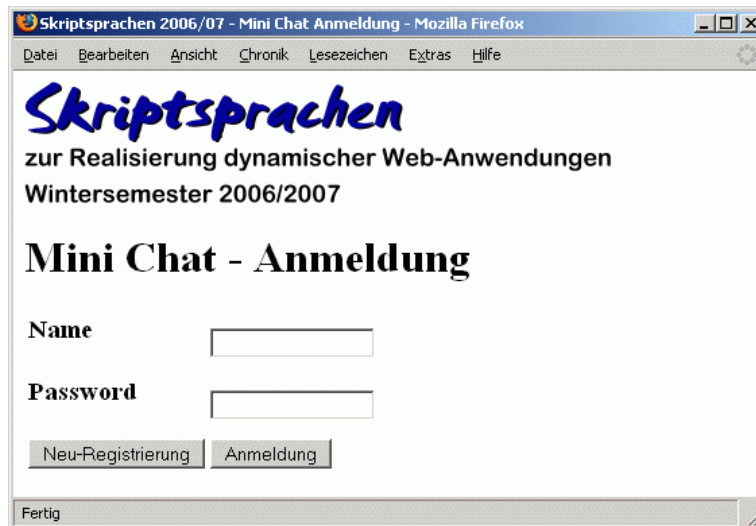 Skriptsprachen 2006/07 - Mini Chat Anmeldung - Mozilla Firefox
Datei Bearbeiten Ansicht Chronik Lesezeichen Extras Hilfe
Skriptsprachen
zur Realisierung dynamischer Web-Anwendungen
Wintersemester 2006/2007
Mini Chat - Anmeldung
Name
Password
Neu-Registrierung Anmeldung
Fertig